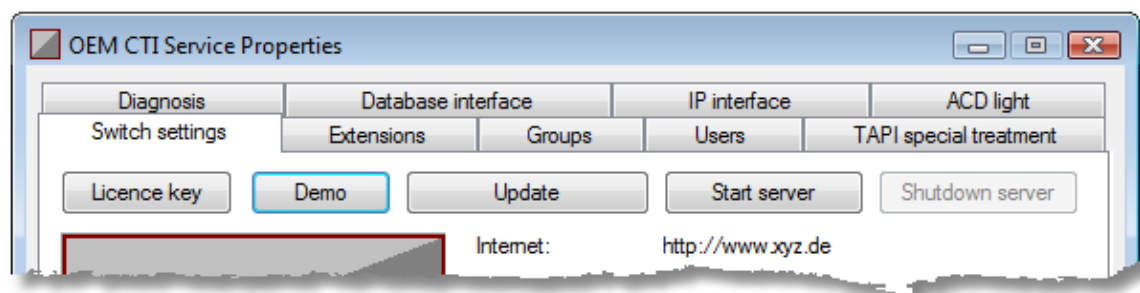 OEM CTI Service Properties
Diagnosis Database interface IP interface ACD light
Switch settings Extensions Groups Users TAPI special treatment
Licence key Demo Update Start server Shutdown server
Internet: http://www.xyz.de